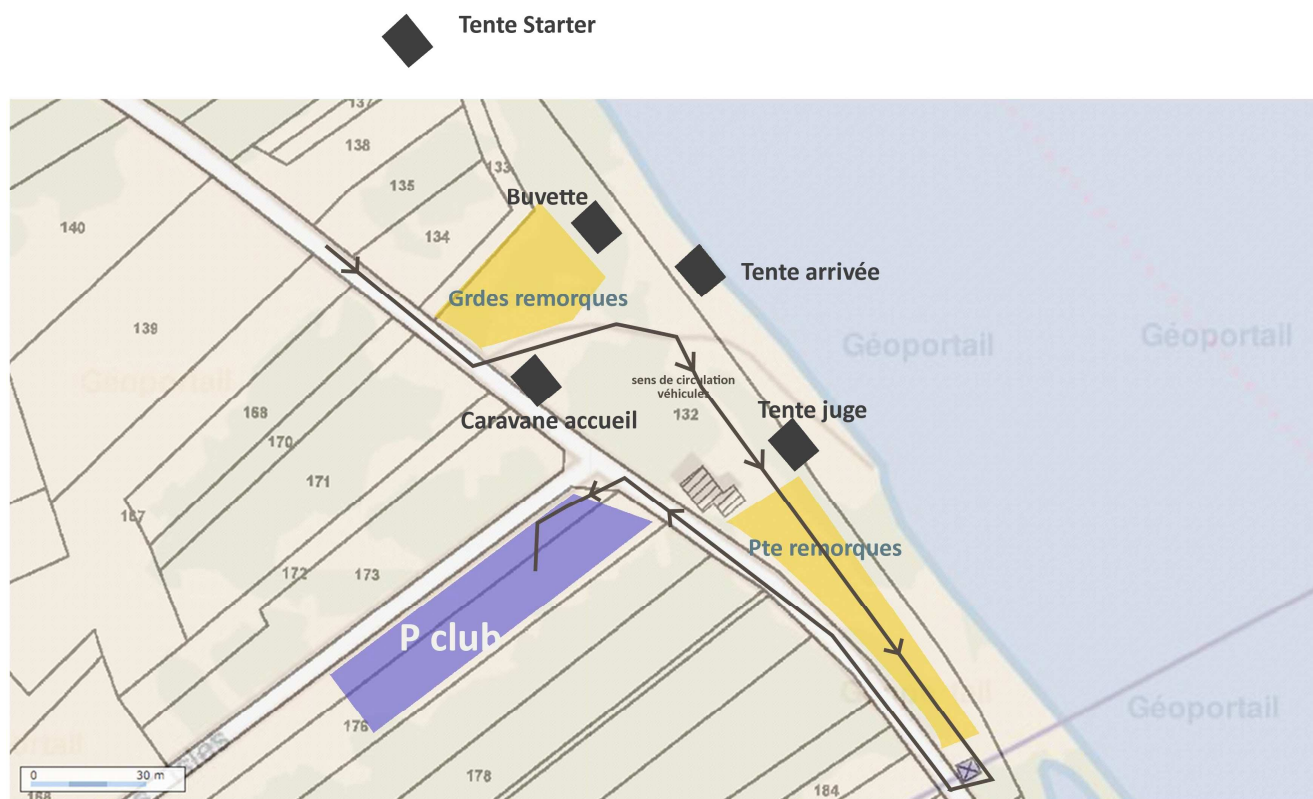 Tente Starter
137
138
133
135
Buvette
140
134
Tente arrivée
Grdes remorques
139
Géoportail
Géoportail
Géoportail
sens de circulation
véhicules
168
132
Tente juge
Caravane accueil
170
171
167
Pte remorques
172
173
P club
Géoportail
176
178
184
0
30 m
168